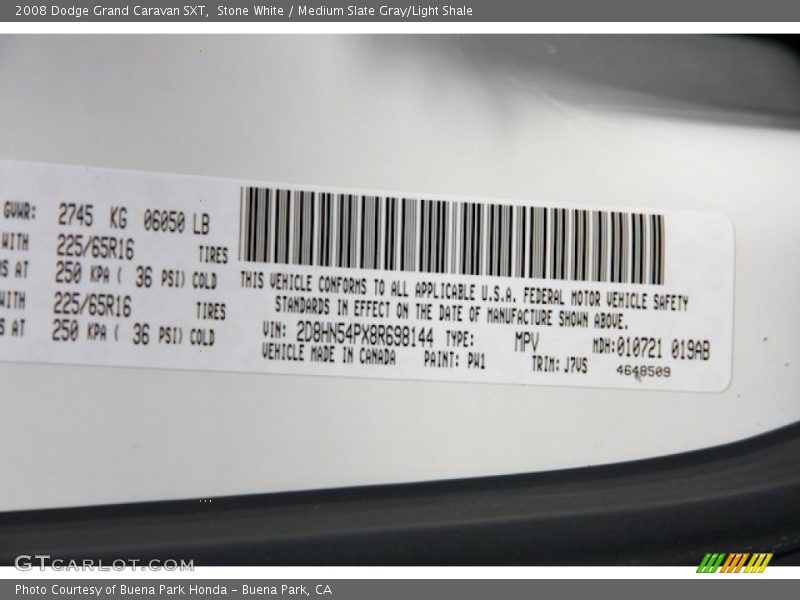 2008 Dodge Grand Caravan SXT, Stone White / Medium Slate Gray/Light Shale
GVWR: 2745 KG 06050 LB
WITH 225/65R16 TIRES
S AT 250 KPA ( 36 PSI) COLD
WITH 225/65R16 TIRES
S AT 250 KPA ( 36 PSI) COLD
THIS VEHICLE CONFORMS TO ALL APPLICABLE U.S.A. FEDERAL MOTOR VEHICLE SAFETY
STANDARDS IN EFFECT ON THE DATE OF MANUFACTURE SHOWN ABOVE.
VIN: 2D8HN54PX8R698144 TYPE: MPV MDH:010721 019AB
VEHICLE MADE IN CANADA PAINT: PW1 TRIM: J7VS 4648509
GTCARLOT.COM
Photo Courtesy of Buena Park Honda - Buena Park, CA